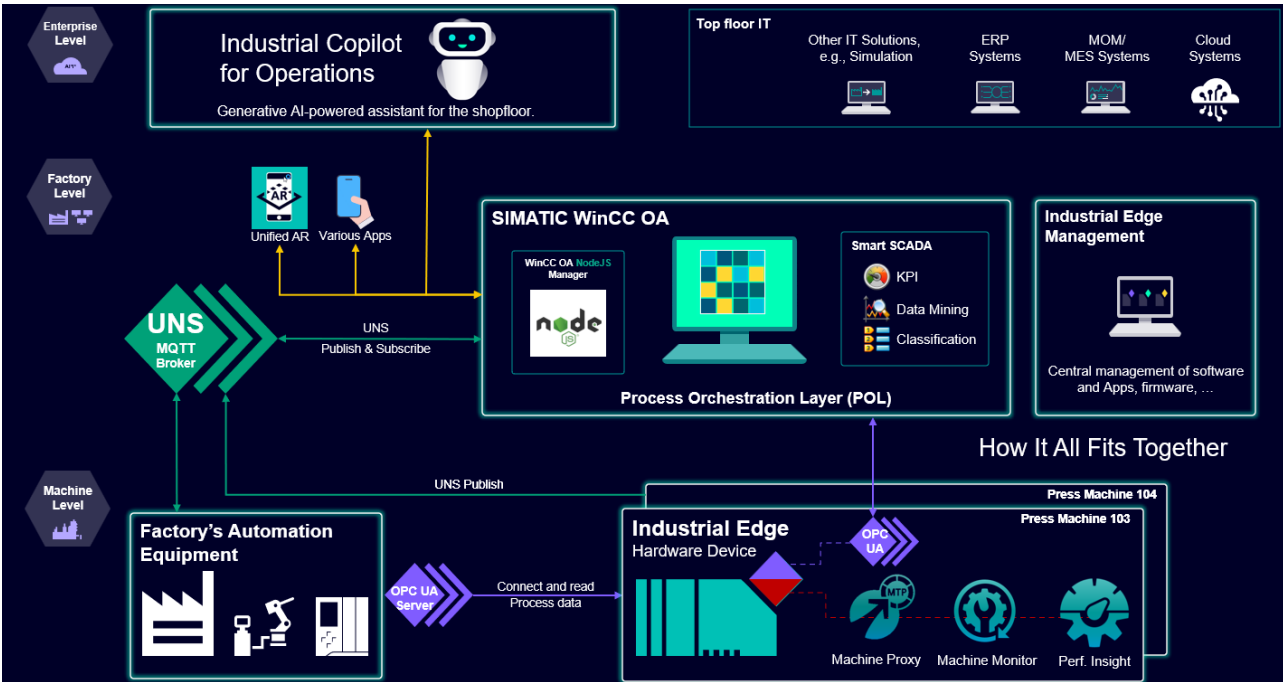 Enterprise
Level
API
Industrial Copilot
for Operations
Generative AI-powered assistant for the shopfloor.
Top floor IT
Other IT Solutions,
e.g., Simulation
ERP
Systems
MOM/
MES Systems
Cloud
Systems
Factory
Level
AR
Unified AR
Various Apps
SIMATIC WinCC OA
WinCC OA NodeJS
Manager
node
JS
Smart SCADA
KPI
Data Mining
Classification
Process Orchestration Layer (POL)
Industrial Edge
Management
Central management of software
and Apps, firmware, ...
UNS
MQTT
Broker
UNS
Publish & Subscribe
How It All Fits Together
Machine
Level
UNS Publish
Press Machine 104
Press Machine 103
Factory's Automation
Equipment
OPC UA
Server
Connect and read
Process data
Industrial Edge
Hardware Device
OPC
UA
MTP
Machine Proxy
Machine Monitor
Perf. Insight